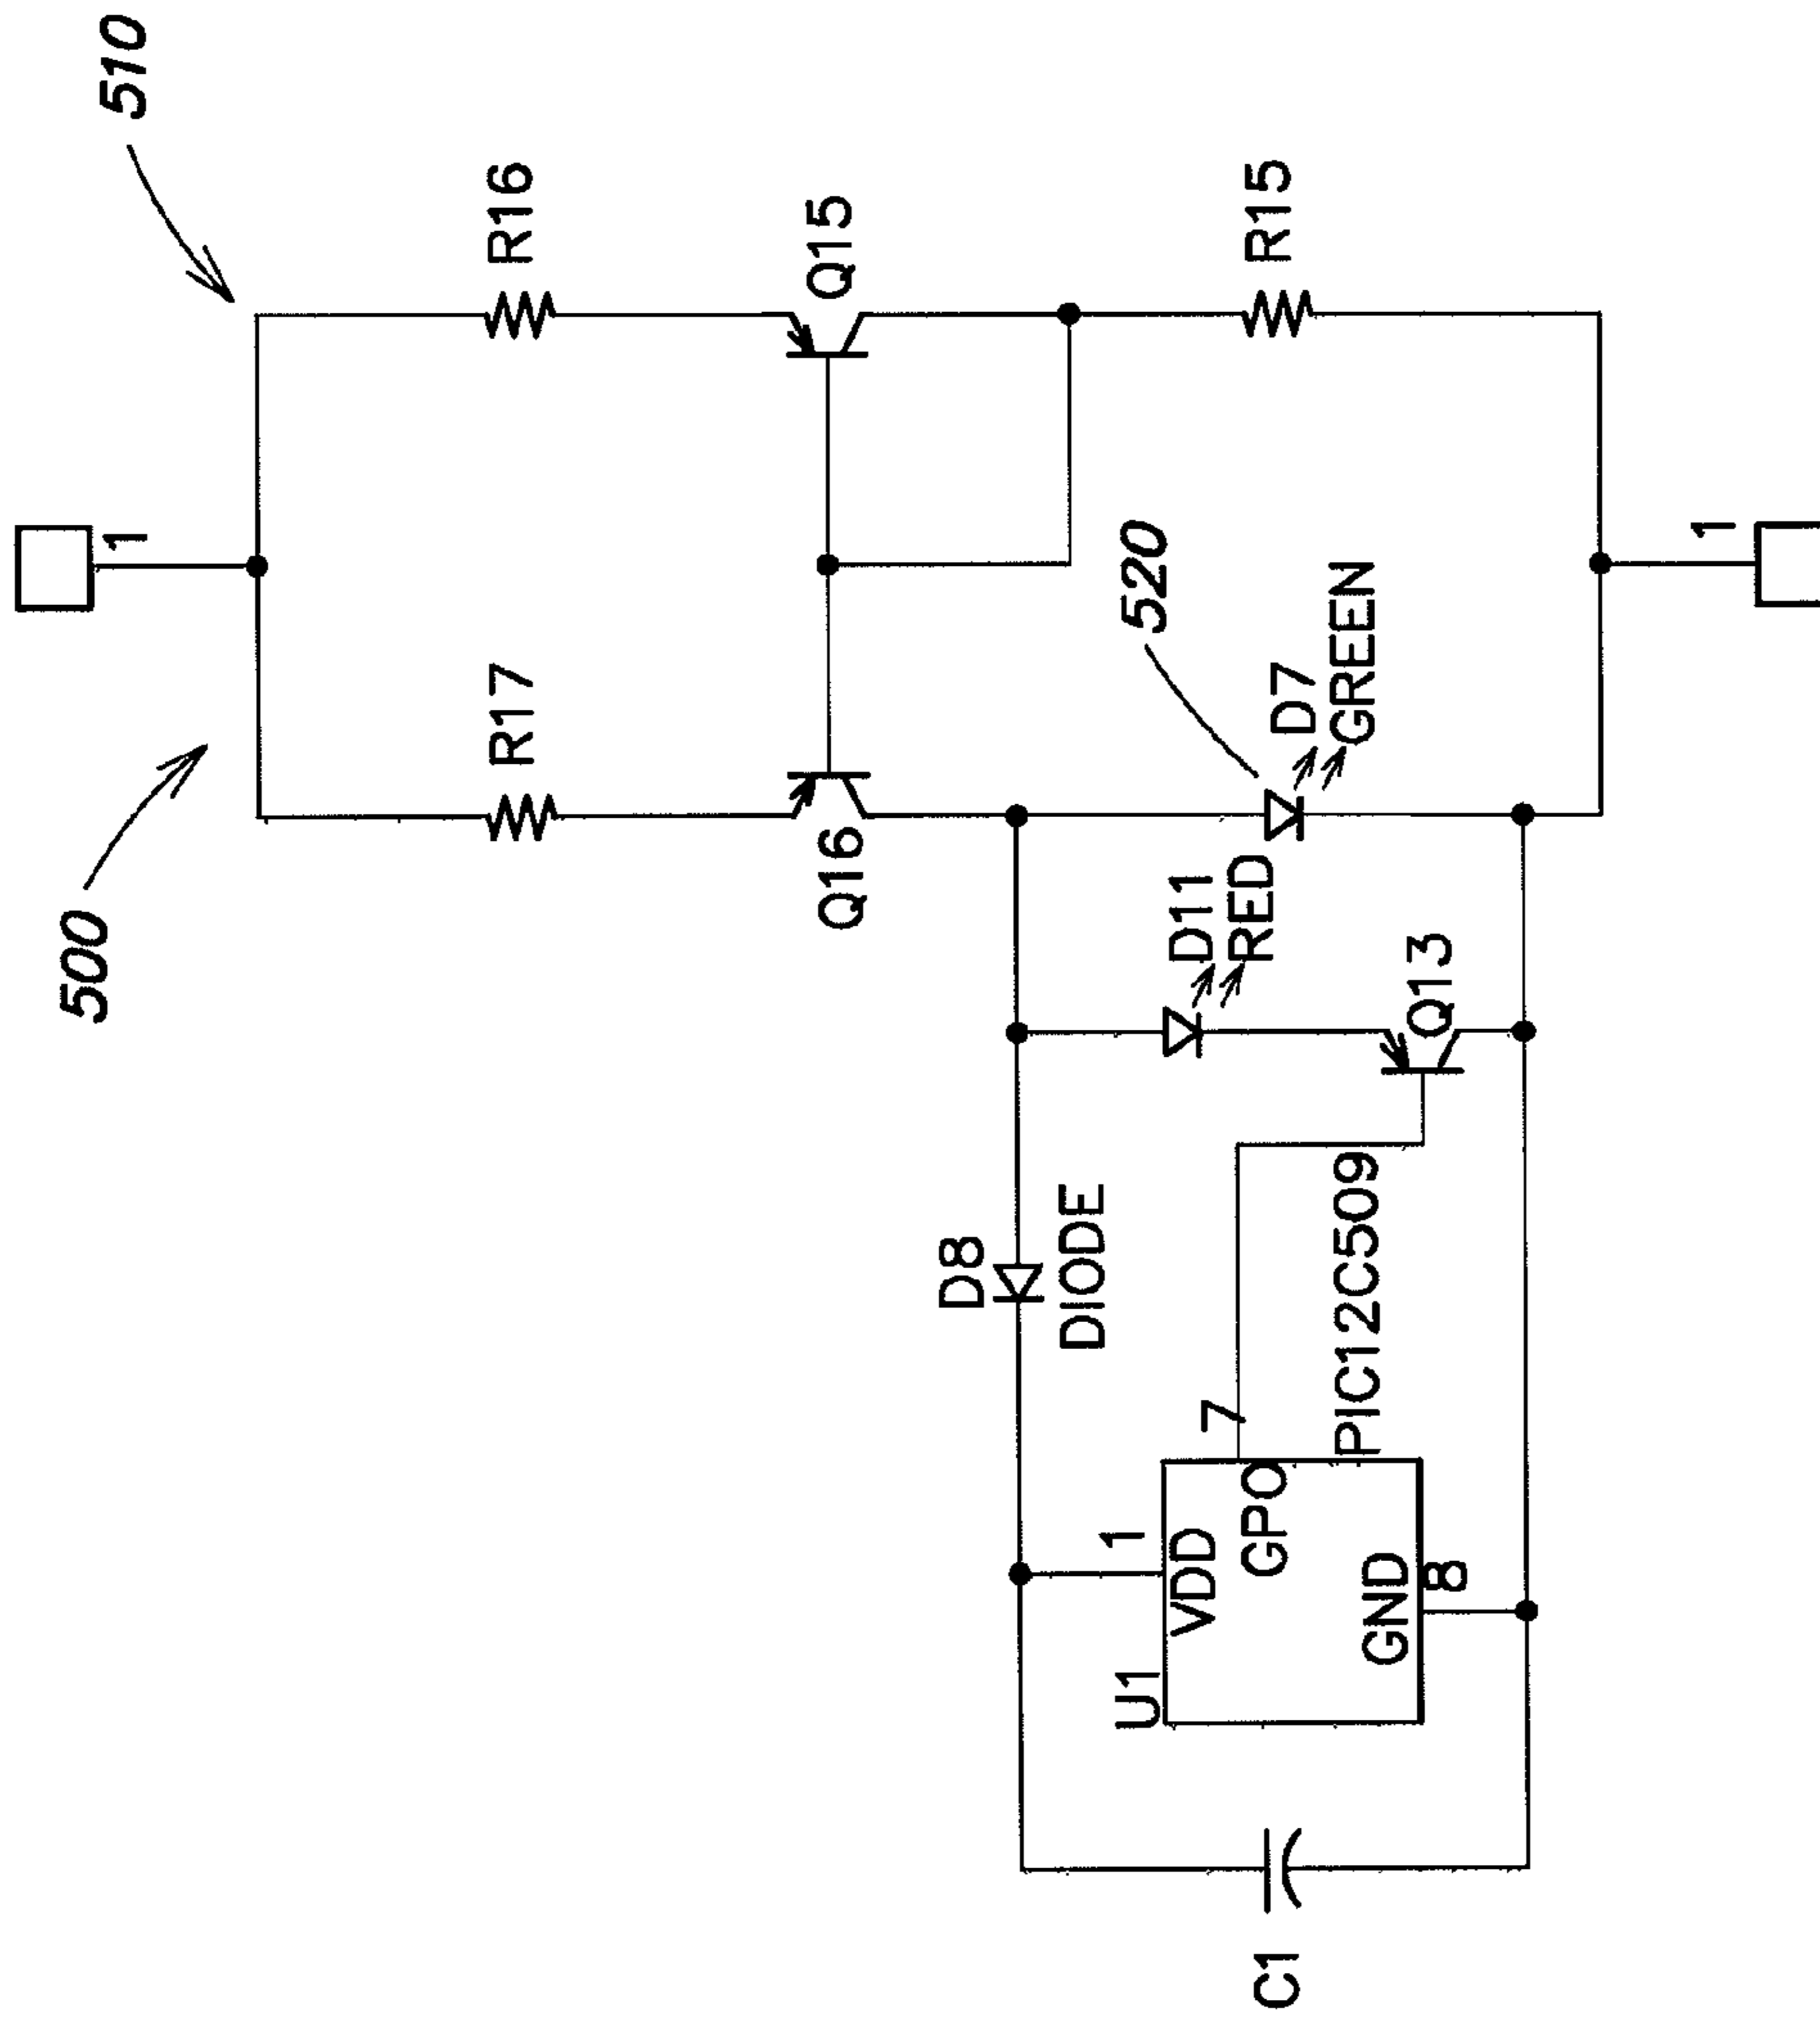 500
510
1
R17
R16
Q16
Q15
520
D8
DIODE
D11
RED
D7
GREEN
R15
U1
1
VDD
7
GPO
PIC12C509
Q13
GND
8
C1
1